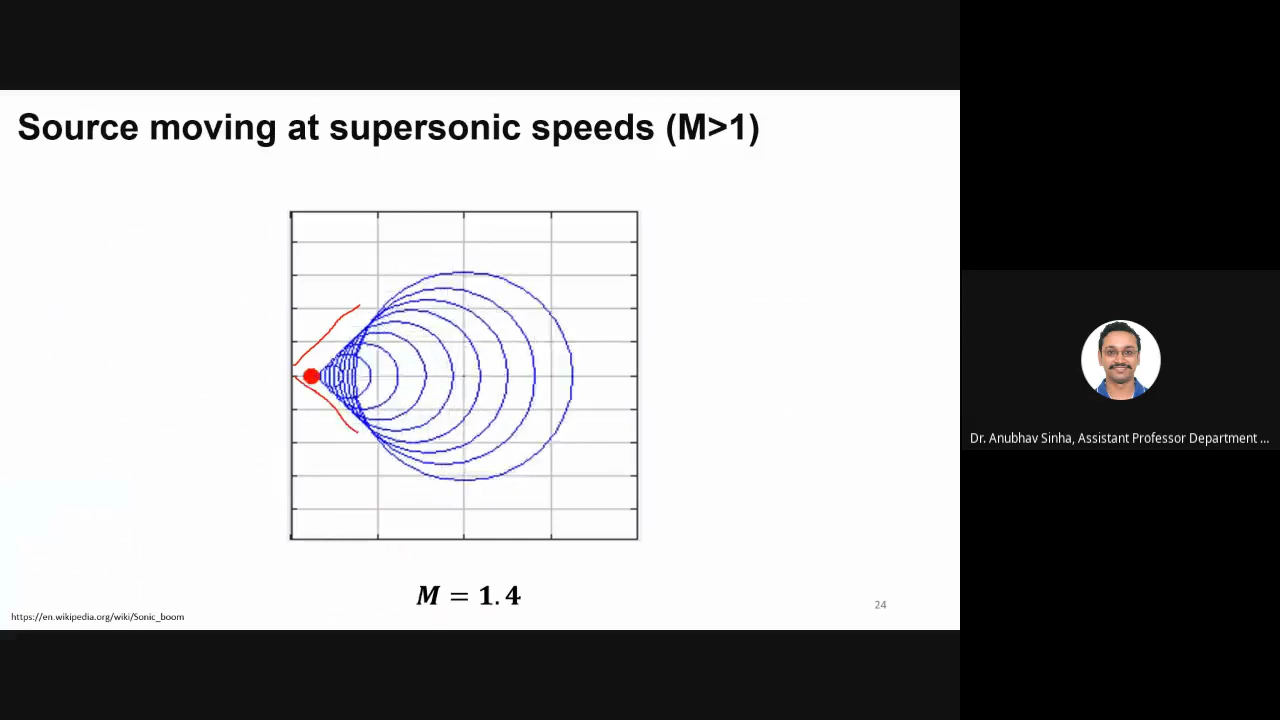 Source moving at supersonic speeds (M>1)
M = 1.4
https://en.wikipedia.org/wiki/Sonic_boom
24
Dr. Anubhav Sinha, Assistant Professor Department ...